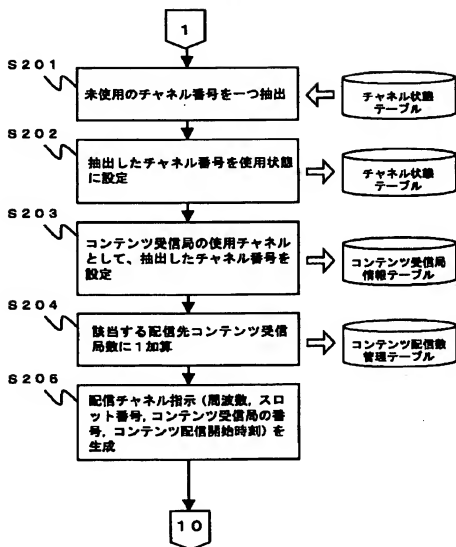 1
S201
未使用のチャネル番号を一つ抽出
チャネル状態
テーブル
S202
抽出したチャネル番号を使用状態
に設定
チャネル状態
テーブル
S203
コンテンツ受信局の使用チャネル
として、抽出したチャネル番号を
設定
コンテンツ受信局
情報テーブル
S204
該当する配信先コンテンツ受信
局数に1加算
コンテンツ配信数
管理テーブル
S206
配信チャネル指示(周波数,スロ
ット番号,コンテンツ受信局の番
号,コンテンツ配信開始時刻)を
生成
10